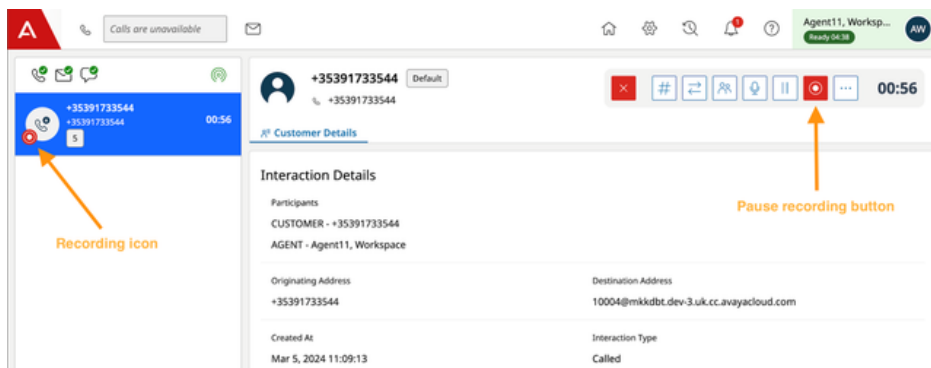 Calls are unavailable
1
Agent11, Worksp...
Ready 04:38
AW
+35391733544
+35391733544
00:56
S
+35391733544 Default
+35391733544
00:56
Customer Details
Interaction Details
Participants
CUSTOMER - +35391733544
AGENT - Agent11, Workspace
Pause recording button
Recording icon
Originating Address
Destination Address
+35391733544
10004@mkkdbt.dev-3.uk.cc.avayacloud.com
Created At
Interaction Type
Mar 5, 2024 11:09:13
Called